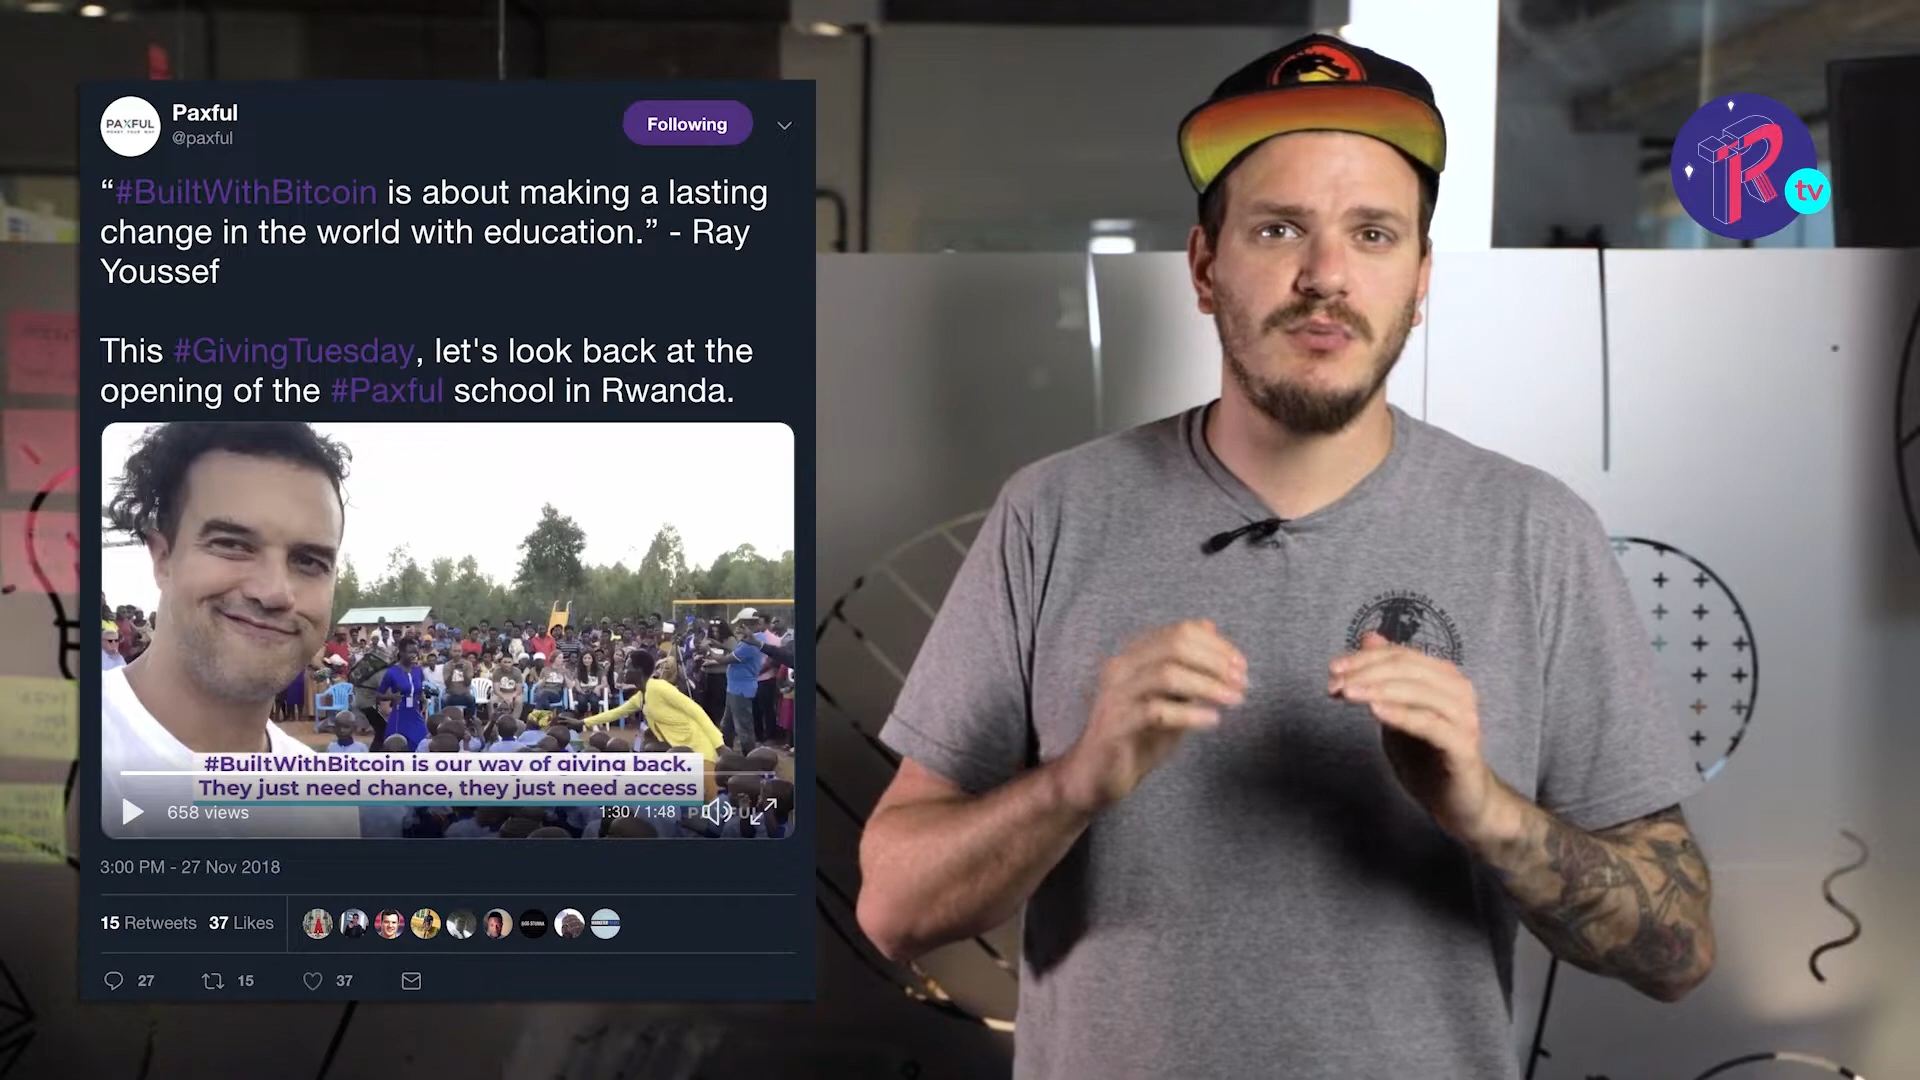 Paxful
@paxful
Following
PAXFUL
“#BuiltWithBitcoin is about making a lasting
change in the world with education.” - Ray
Youssef
This #GivingTuesday, let's look back at the
opening of the #Paxful school in Rwanda.
#BuiltWithBitcoin is our way of giving back.
They just need chance, they just need access
658 views
1:30 / 1:48
3:00 PM - 27 Nov 2018
15 Retweets 37 Likes
27
15
37
R
tv